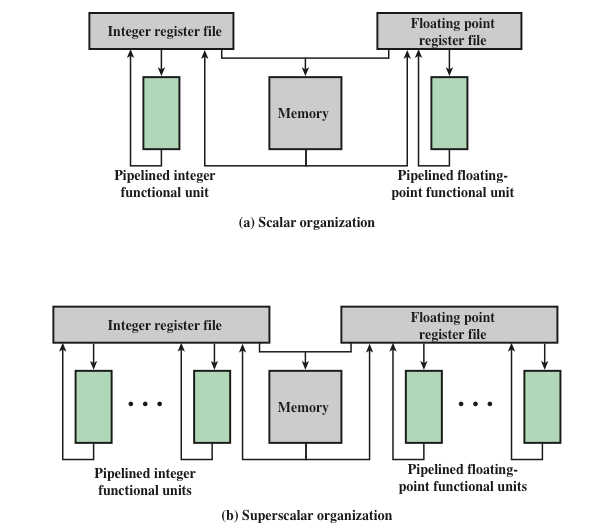 Integer register file
Floating point
register file
Memory
Pipelined integer
functional unit
Pipelined floating-
point functional unit
(a) Scalar organization
Integer register file
Floating point
register file
Memory
Pipelined integer
functional units
Pipelined floating-
point functional units
(b) Superscalar organization